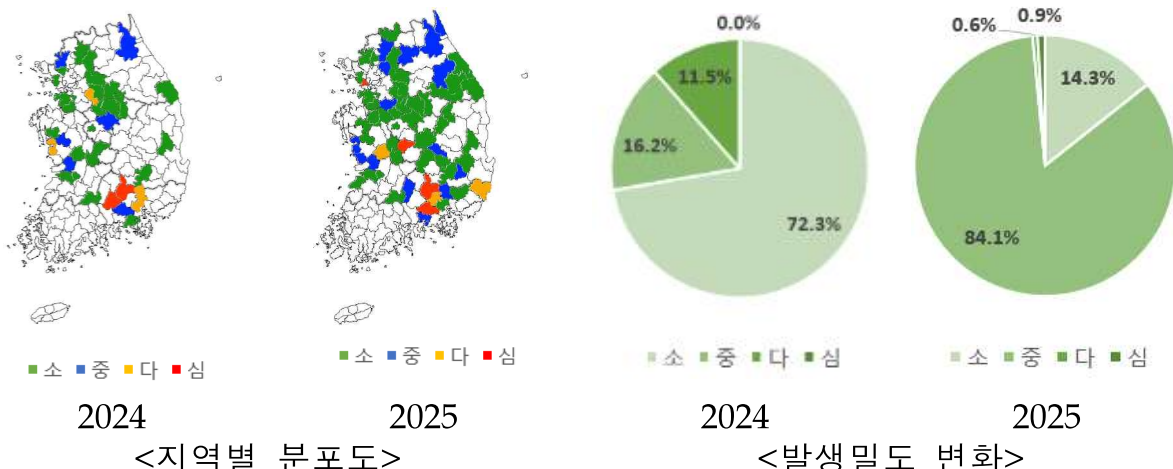 0.0%
11.5%
16.2%
72.3%
0.9%
0.6%
14.3%
84.1%
■소 ■중 ■다 ■심
■소 ■중 ■다 ■심
■소 ■중 ■다 ■심
■소 ■중 ■다 ■심
2024
2025
2024
2025
<지역별 분포도>
<발생밀도 변화>